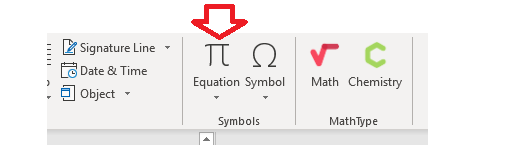 Signature Line
Date & Time
Object
π
Equation
Ω
Symbol
Symbols
Math
Chemistry
MathType